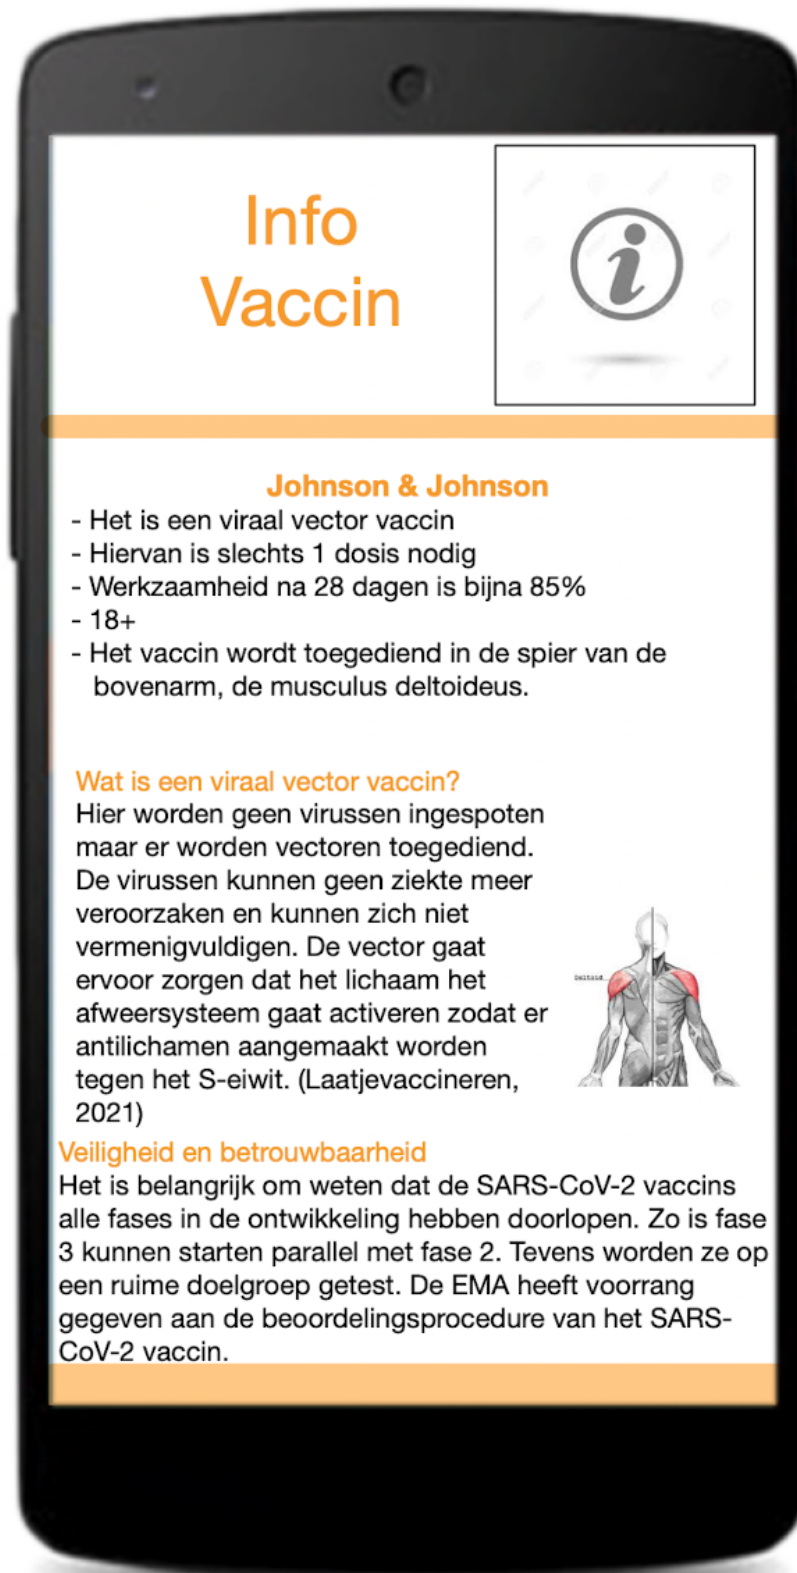 Info
Vaccin
Johnson & Johnson
- Het is een viraal vector vaccin
- Hiervan is slechts 1 dosis nodig
- Werkzaamheid na 28 dagen is bijna 85%
- 18+
- Het vaccin wordt toegediend in de spier van de
bovenarm, de musculus deltoideus.
Wat is een viraal vector vaccin?
Hier worden geen virussen ingespoten
maar er worden vectoren toegediend.
De virussen kunnen geen ziekte meer
veroorzaken en kunnen zich niet
vermenigvuldigen. De vector gaat
ervoor zorgen dat het lichaam het
afweersysteem gaat activeren zodat er
antilichamen aangemaakt worden
tegen het S-eiwit. (Laatjevaccineren,
2021)
Deltoid
Veiligheid en betrouwbaarheid
Het is belangrijk om weten dat de SARS-CoV-2 vaccins
alle fases in de ontwikkeling hebben doorlopen. Zo is fase
3 kunnen starten parallel met fase 2. Tevens worden ze op
een ruime doelgroep getest. De EMA heeft voorrang
gegeven aan de beoordelingsprocedure van het SARS-
CoV-2 vaccin.